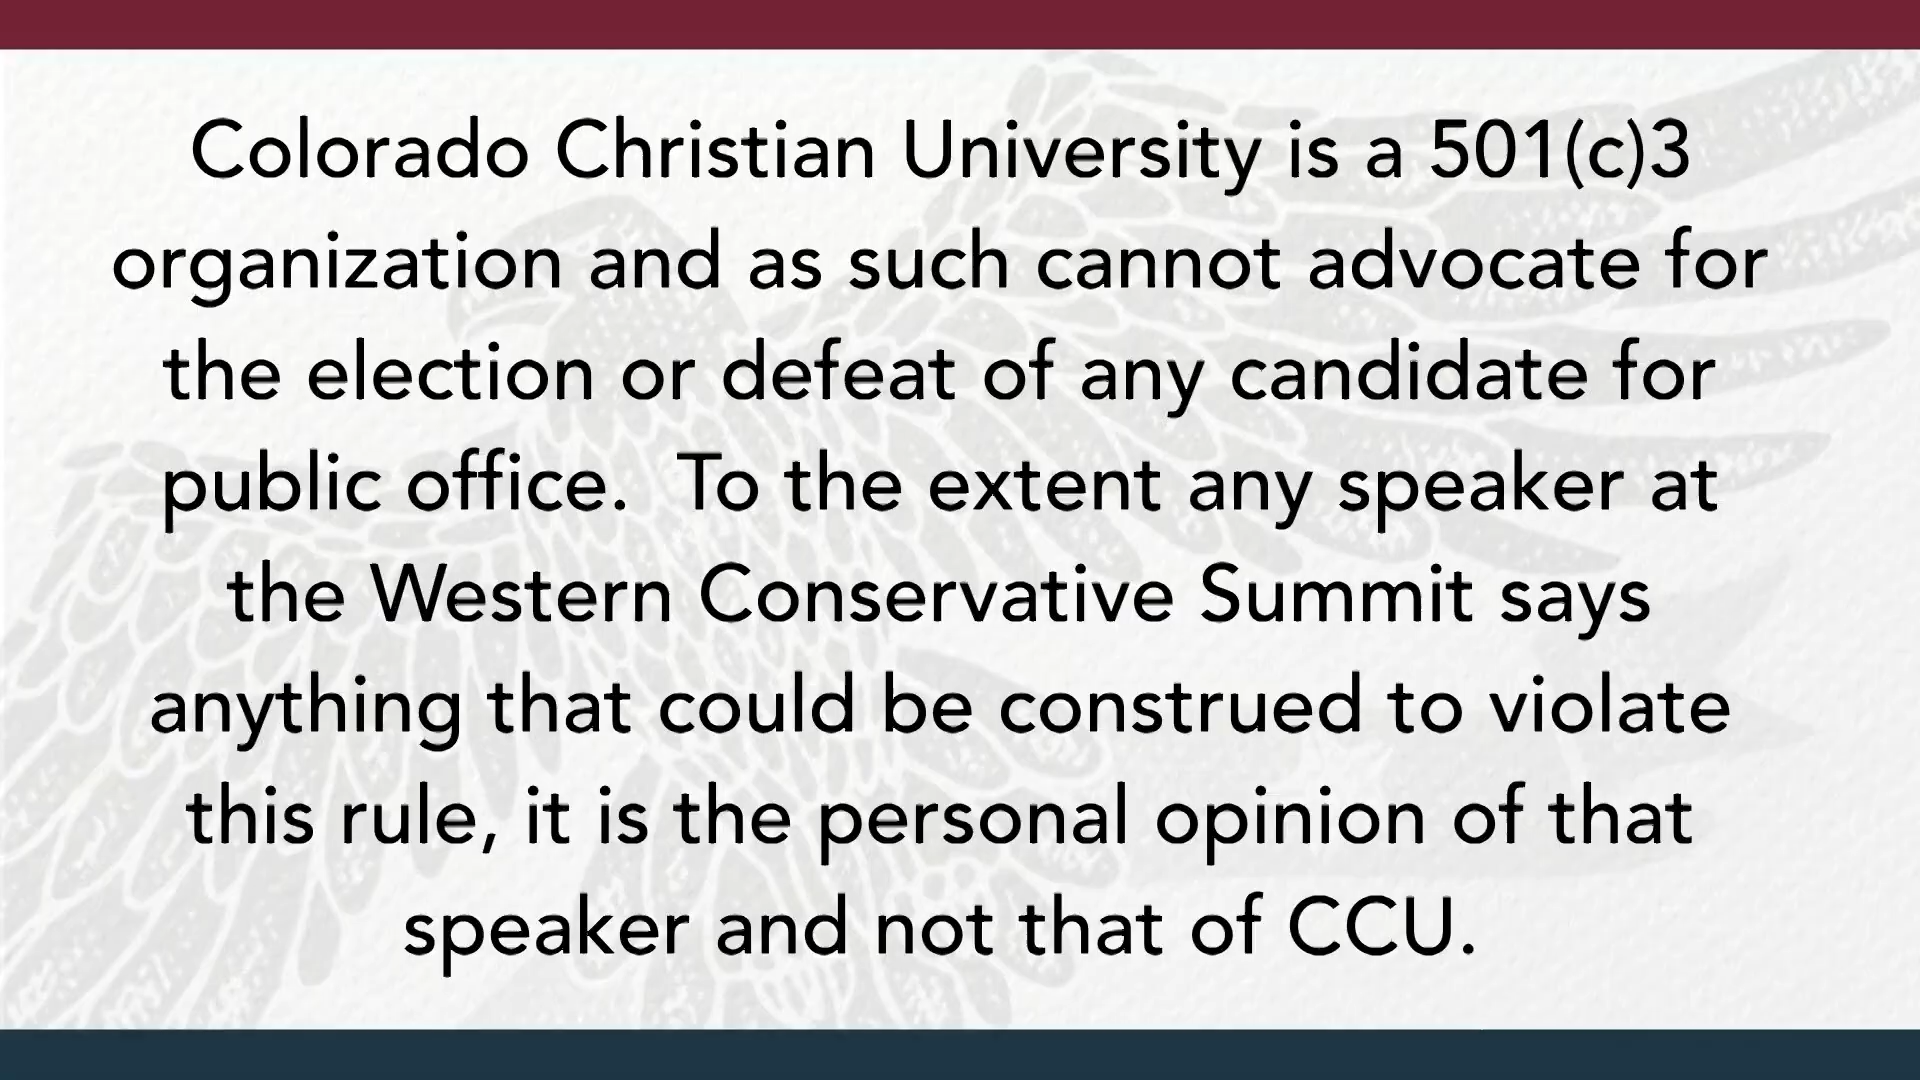 Colorado Christian University is a 501(c)3
organization and as such cannot advocate for
the election or defeat of any candidate for
public office.  To the extent any speaker at
the Western Conservative Summit says
anything that could be construed to violate
this rule, it is the personal opinion of that
speaker and not that of CCU.